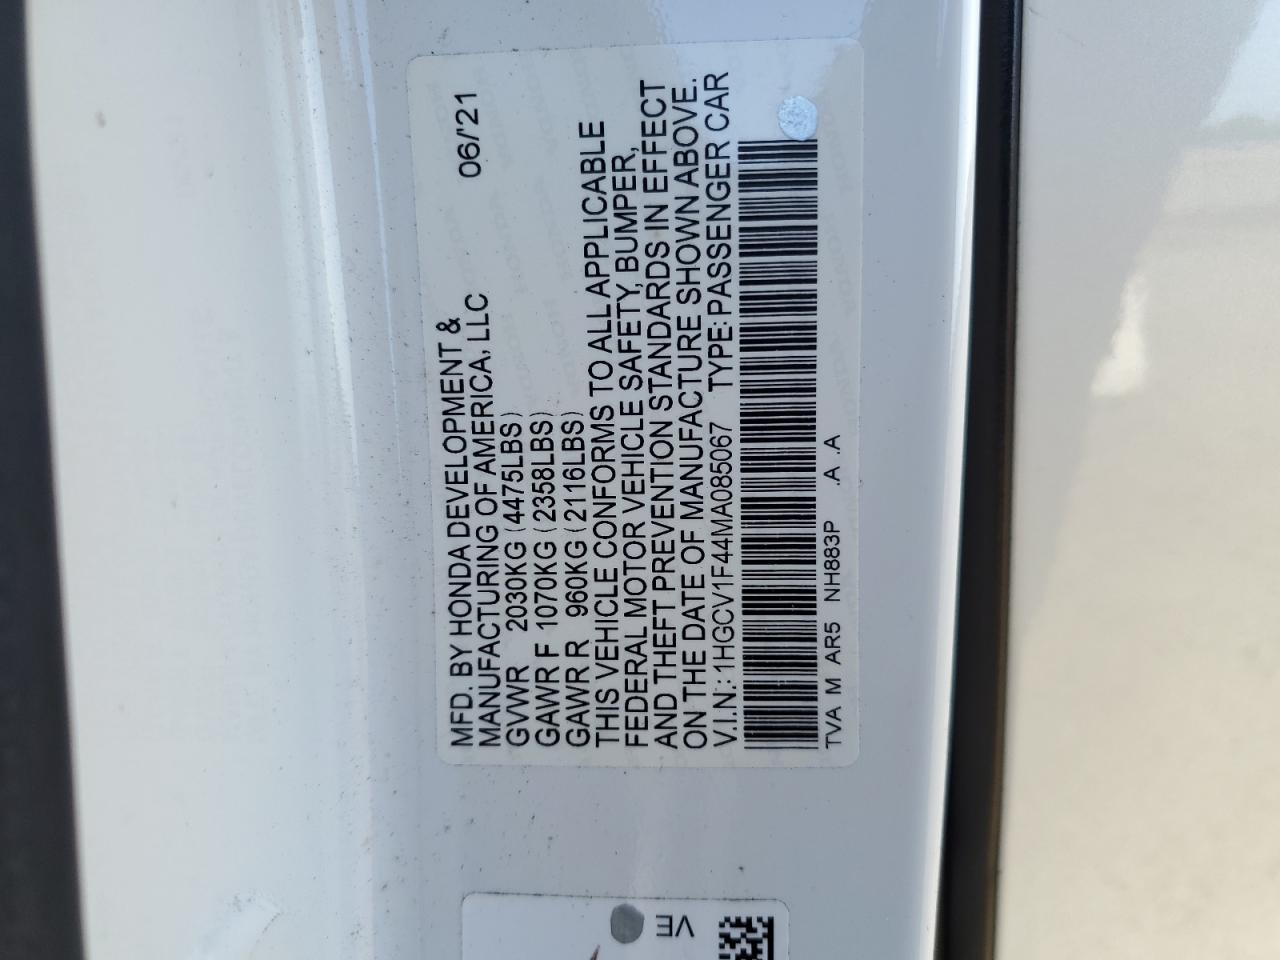 MFD. BY HONDA DEVELOPMENT & 06/'21
MANUFACTURING OF AMERICA, LLC
GVWR 2030KG (4475LBS)
GAWR F 1070KG (2358LBS)
GAWR R 960KG (2116LBS)
THIS VEHICLE CONFORMS TO ALL APPLICABLE
FEDERAL MOTOR VEHICLE SAFETY, BUMPER,
AND THEFT PREVENTION STANDARDS IN EFFECT
ON THE DATE OF MANUFACTURE SHOWN ABOVE.
V.I.N.: 1HGCV1F44MA085067 TYPE: PASSENGER CAR
TVA M AR5 NH883P .A .A
VE